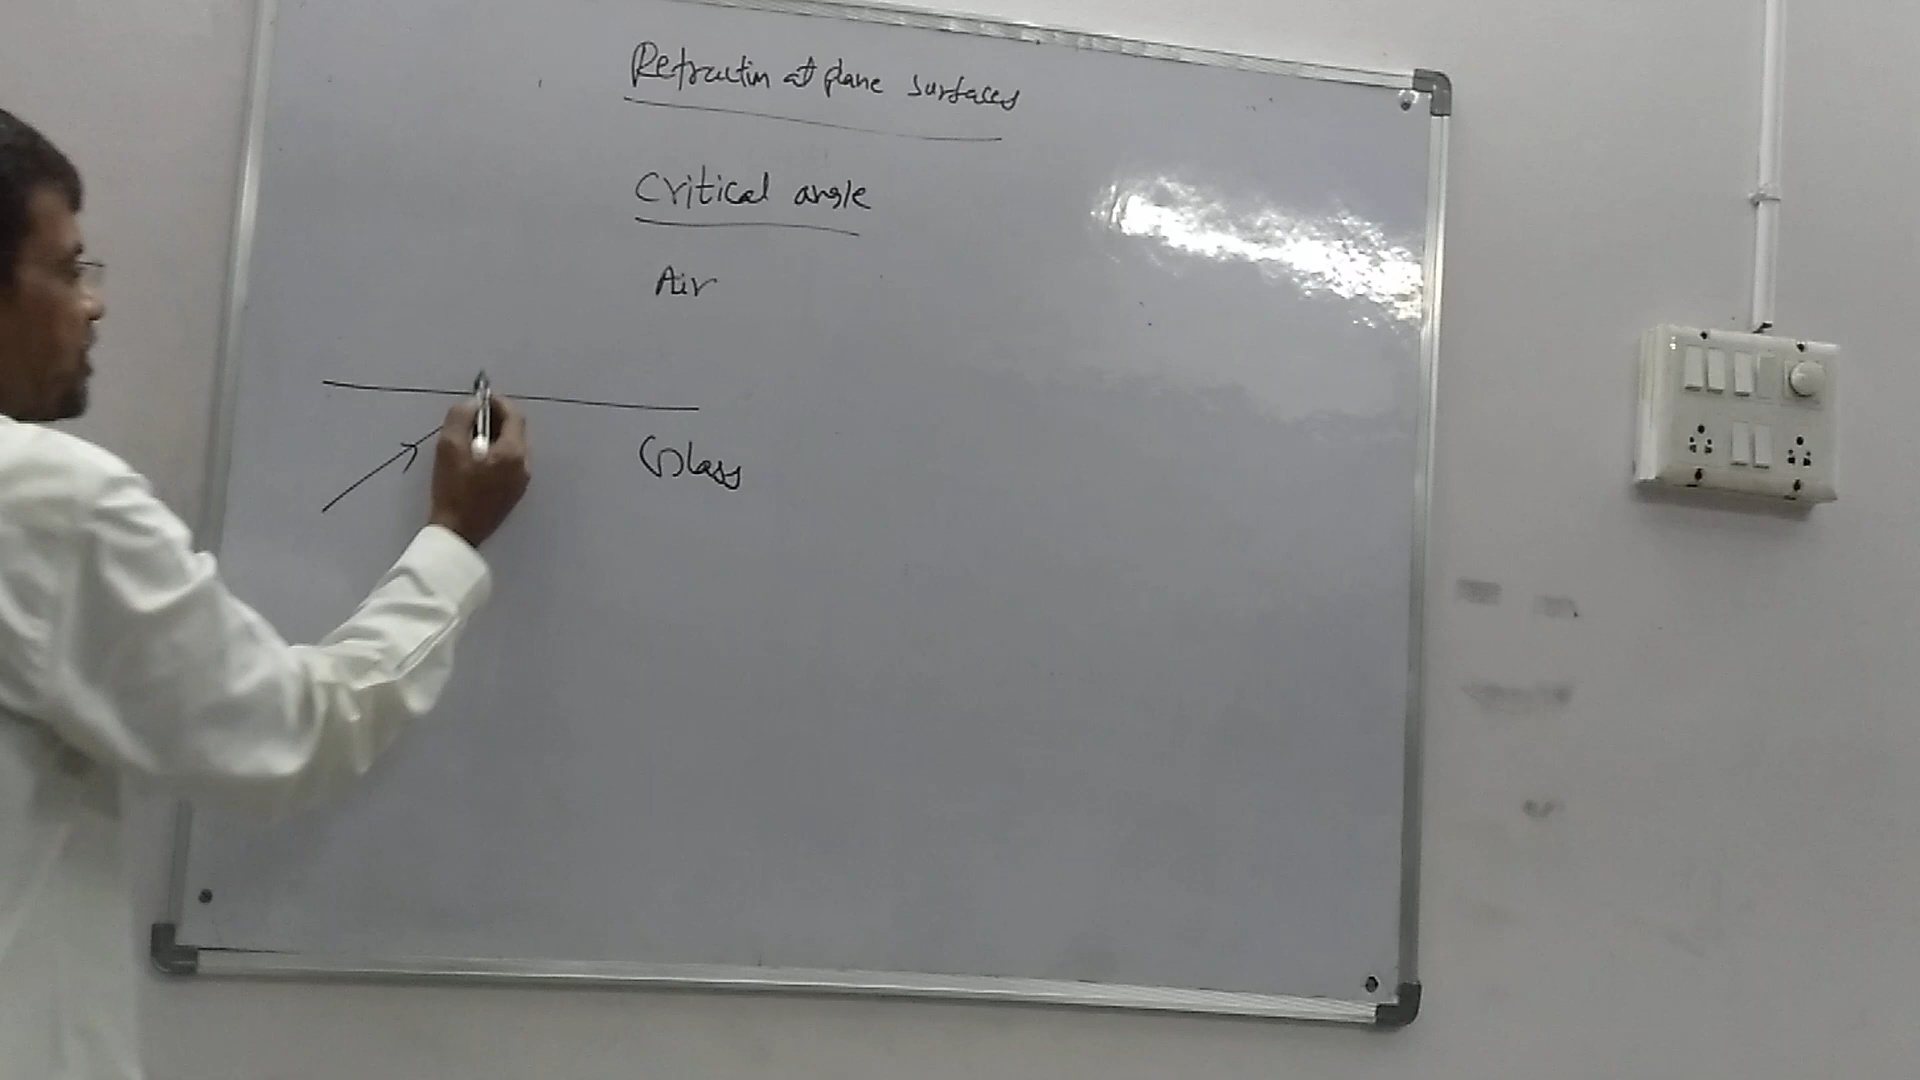 Refraction at plane surfaces
Critical angle
Air
Glass